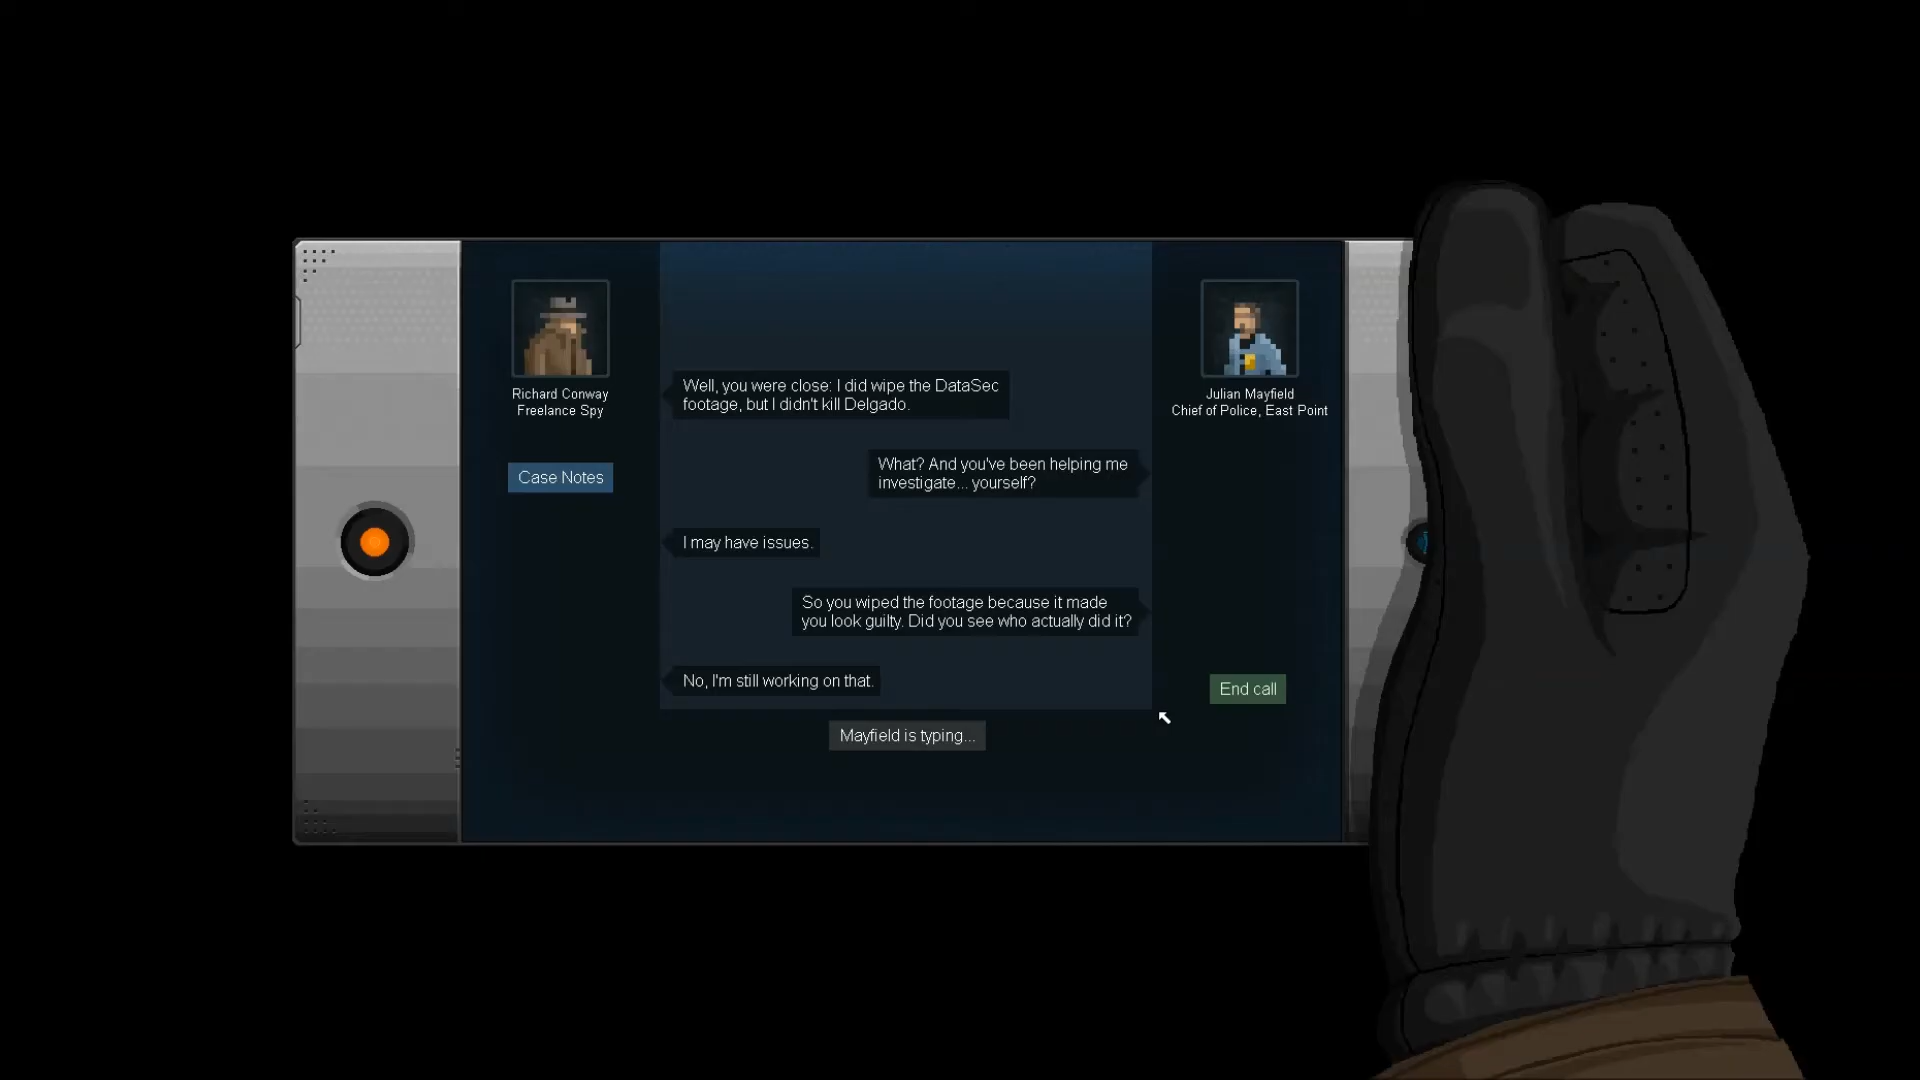 Richard Conway
Freelance Spy
Case Notes
Well, you were close: I did wipe the DataSec
footage, but I didn't kill Delgado.
What? And you've been helping me
investigate... yourself?
I may have issues.
So you wiped the footage because it made
you look guilty. Did you see who actually did it?
No, I'm still working on that.
Mayfield is typing...
Julian Mayfield
Chief of Police, East Point
End call